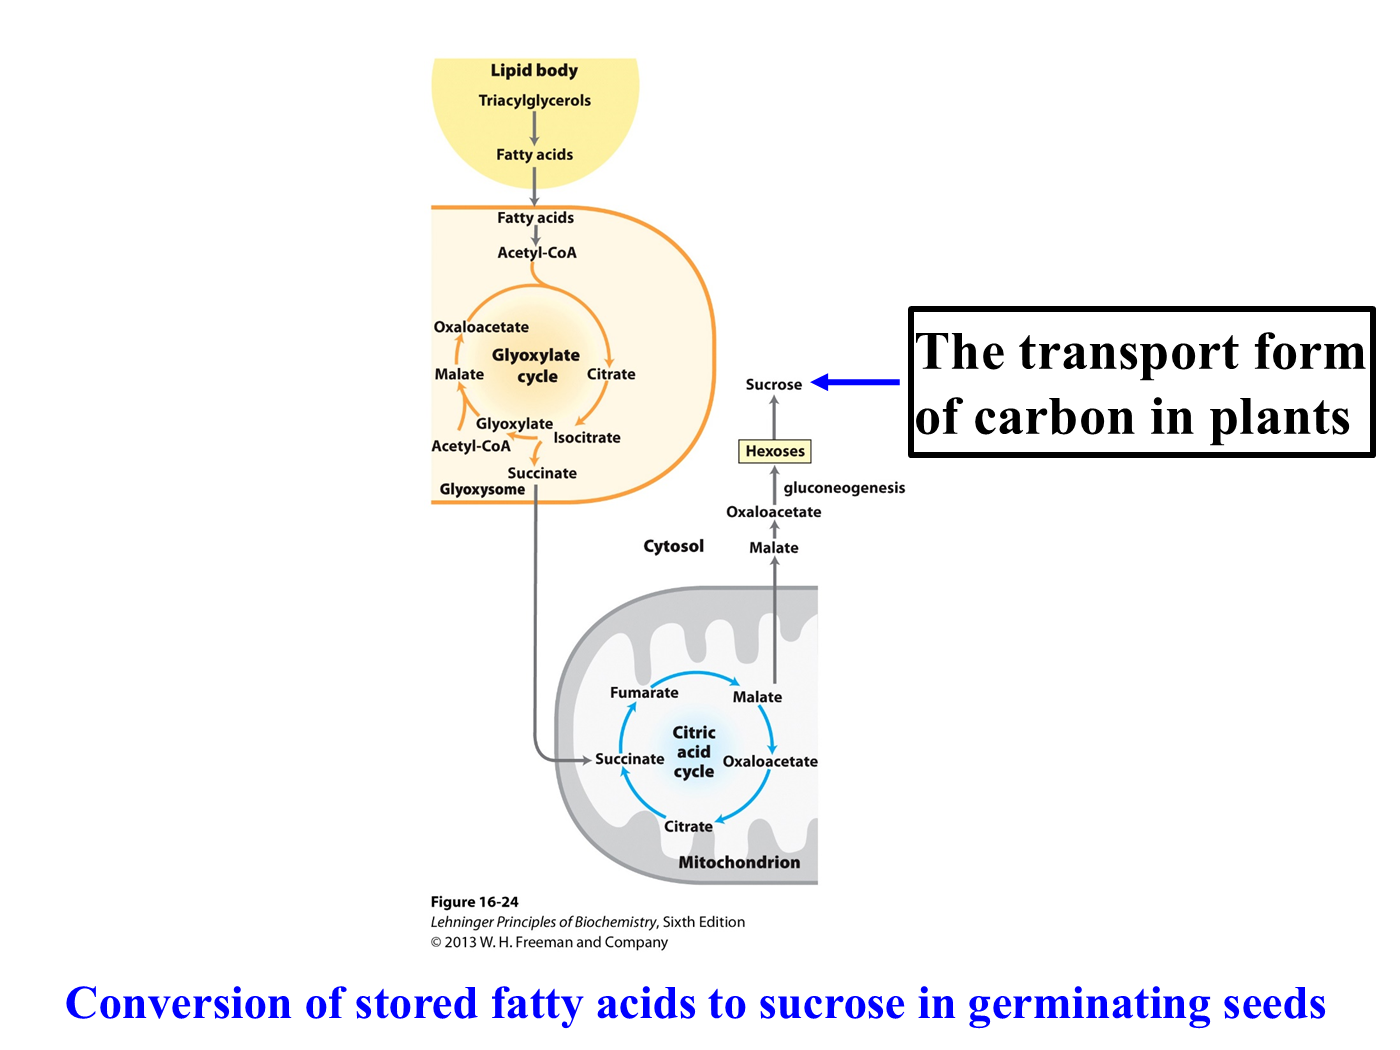 Lipid body
Triacylglycerols
Fatty acids
Fatty acids
Acetyl-CoA
Oxaloacetate
Glyoxylate
cycle
Malate
Citrate
Glyoxylate
Isocitrate
Acetyl-CoA
Succinate
Glyoxysome
Sucrose
The transport form
of carbon in plants
Hexoses
gluconeogenesis
Oxaloacetate
Cytosol
Malate
Fumarate
Malate
Citric
acid
cycle
Succinate
Oxaloacetate
Citrate
Mitochondrion
Figure 16-24
Lehninger Principles of Biochemistry, Sixth Edition
© 2013 W. H. Freeman and Company
Conversion of stored fatty acids to sucrose in germinating seeds